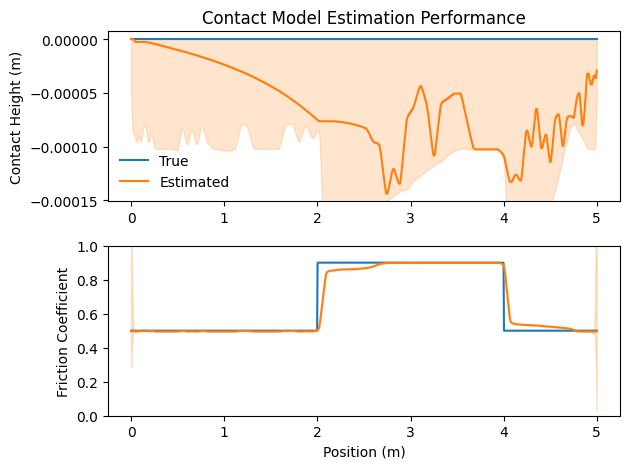 Contact Model Estimation Performance
Contact Height (m)
0.00000
−0.00005
−0.00010
−0.00015
True
Estimated
0 1 2 3 4 5
Friction Coefficient
1.0
0.8
0.6
0.4
0.2
0.0
0 1 2 3 4 5
Position (m)